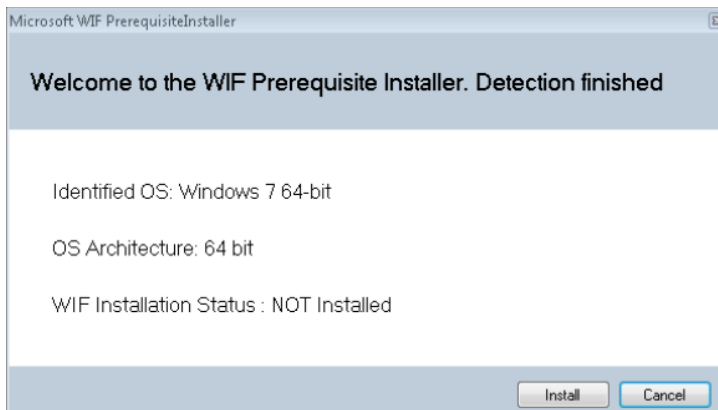 Microsoft WIF PrerequisiteInstaller
Welcome to the WIF Prerequisite Installer. Detection finished
Identified OS: Windows 7 64-bit
OS Architecture: 64 bit
WIF Installation Status : NOT Installed
Install Cancel